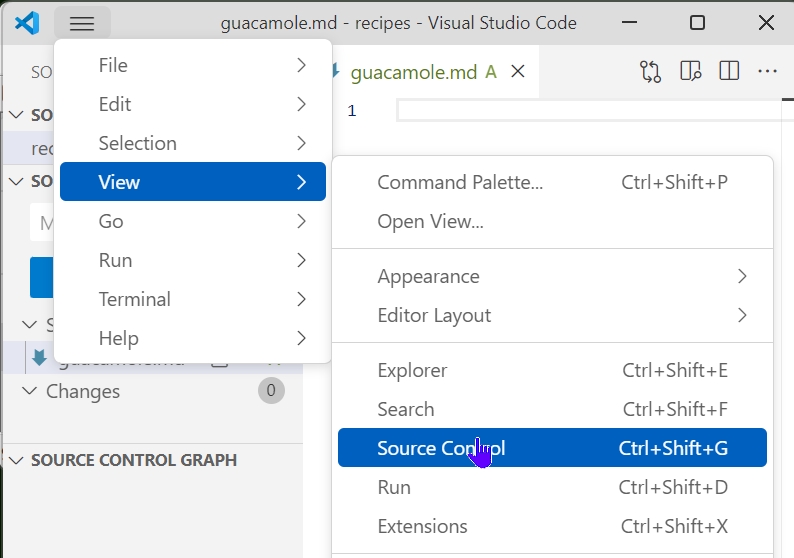 guacamole.md - recipes - Visual Studio Code
File
Edit
Selection
View
Go
Run
Terminal
Help
guacamole.md A
1
Command Palette... Ctrl+Shift+P
Open View...
Appearance
Editor Layout
Explorer Ctrl+Shift+E
Search Ctrl+Shift+F
Source Control Ctrl+Shift+G
Run Ctrl+Shift+D
Extensions Ctrl+Shift+X
SO
SO
rec
SO
M
S
guacamole.md
Changes 0
SOURCE CONTROL GRAPH